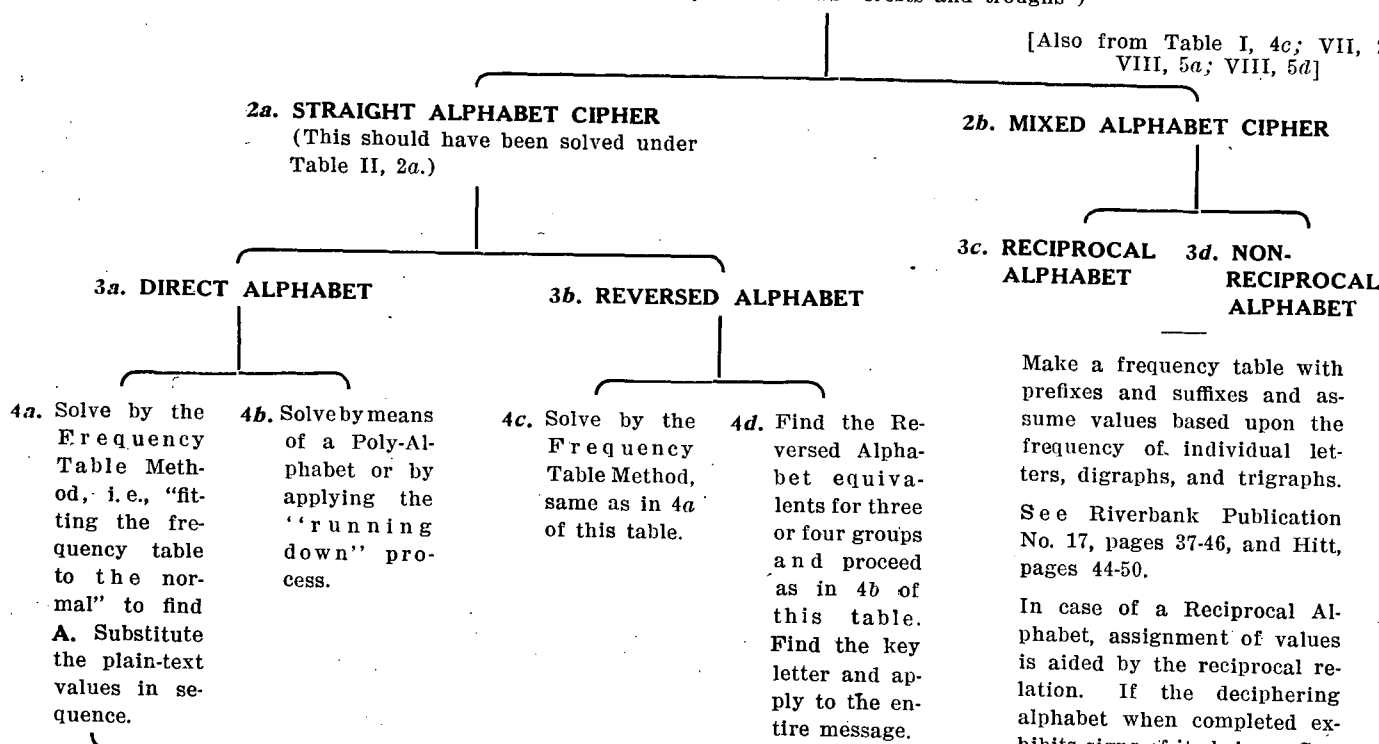 crests and troughs")
[Also from Table I, 4c; VII,
VIII, 5a; VIII, 5d]
2a. STRAIGHT ALPHABET CIPHER
(This should have been solved under
Table II, 2a.)
2b. MIXED ALPHABET CIPHER
3a. DIRECT ALPHABET
3b. REVERSED ALPHABET
3c. RECIPROCAL
ALPHABET
3d. NON-
RECIPROCAL
ALPHABET
4a. Solve by the
Frequency
Table Meth-
od, i. e., "fit-
ting the fre-
quency table
to the nor-
mal" to find
A. Substitute
the plain-text
values in se-
quence.
4b. Solve by means
of a Poly-Al-
phabet or by
applying the
"running
down" pro-
cess.
4c. Solve by the
Frequency
Table Method,
same as in 4a
of this table.
4d. Find the Re-
versed Alpha-
bet equiva-
lents for three
or four groups
and proceed
as in 4b of
this table.
Find the key
letter and ap-
ply to the en-
tire message.
Make a frequency table with
prefixes and suffixes and as-
sume values based upon the
frequency of individual let-
ters, digraphs, and trigraphs.
See Riverbank Publication
No. 17, pages 37-46, and Hitt,
pages 44-50.
In case of a Reciprocal Al-
phabet, assignment of values
is aided by the reciprocal re-
lation. If the deciphering
alphabet when completed ex-